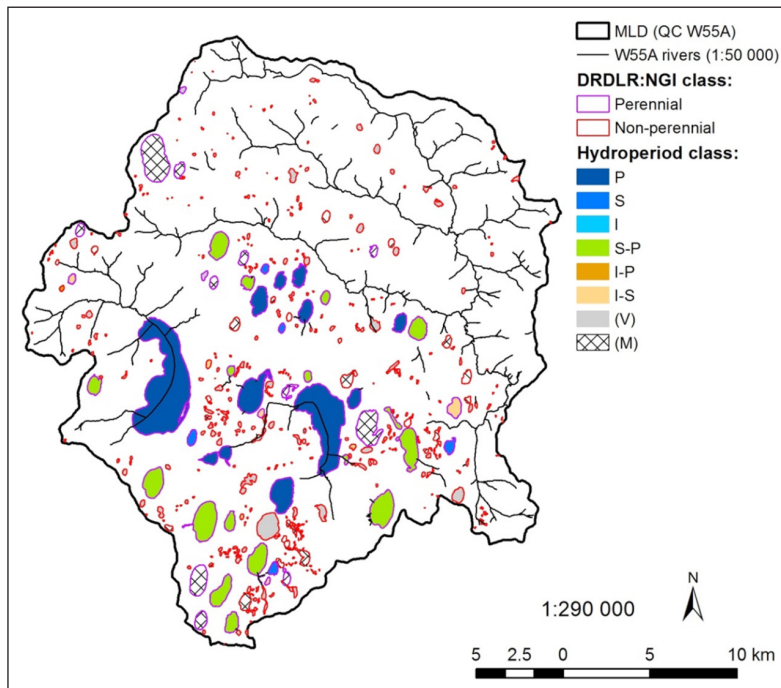 MLD (QC W55A)
W55A rivers (1:50 000)
DRDLR:NGI class:
Perennial
Non-perennial
Hydroperiod class:
P
S
I
S-P
I-P
I-S
(V)
(M)
N
1:290 000
5 2.5 0 5 10 km